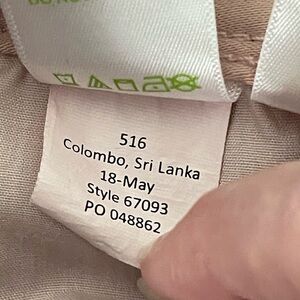 516
Colombo, Sri Lanka
18-May
Style 67093
PO 048862